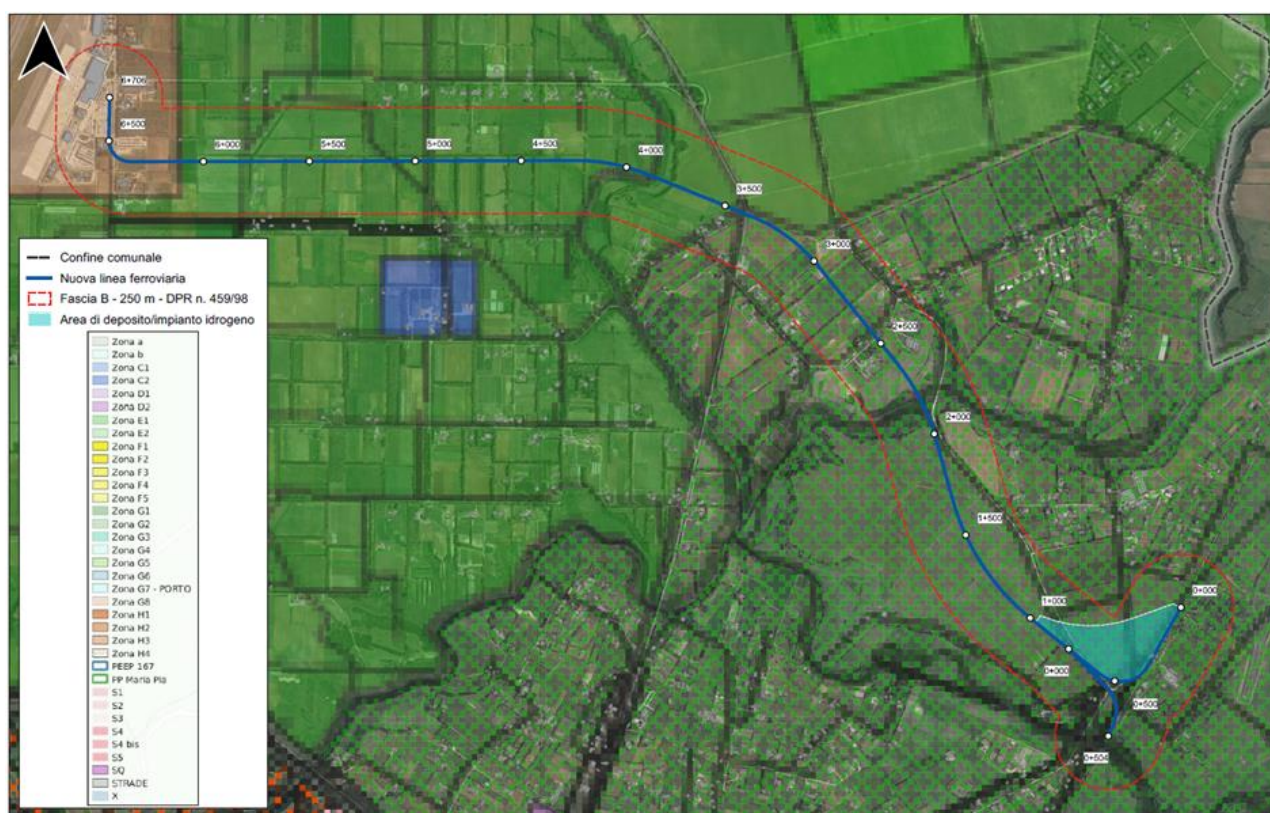 6+706
6+500
6+000
5+500
5+000
4+500
4+000
3+500
3+000
2+500
2+000
1+500
1+000
0+000
0+000
0+500
0+504
Confine comunale
Nuova linea ferroviaria
Fascia B - 250 m - DPR n. 459/98
Area di deposito/impianto idrogeno
Zona a
Zona b
Zona C1
Zona C2
Zona D1
Zona D2
Zona E1
Zona E2
Zona F1
Zona F2
Zona F3
Zona F4
Zona F5
Zona G1
Zona G2
Zona G3
Zona G4
Zona G5
Zona G6
Zona G7 - PORTO
Zona G8
Zona H1
Zona H2
Zona H3
Zona H4
PEEP 167
PP Maria Pia
S1
S2
S3
S4
S4 bis
S5
SQ
STRADE
X